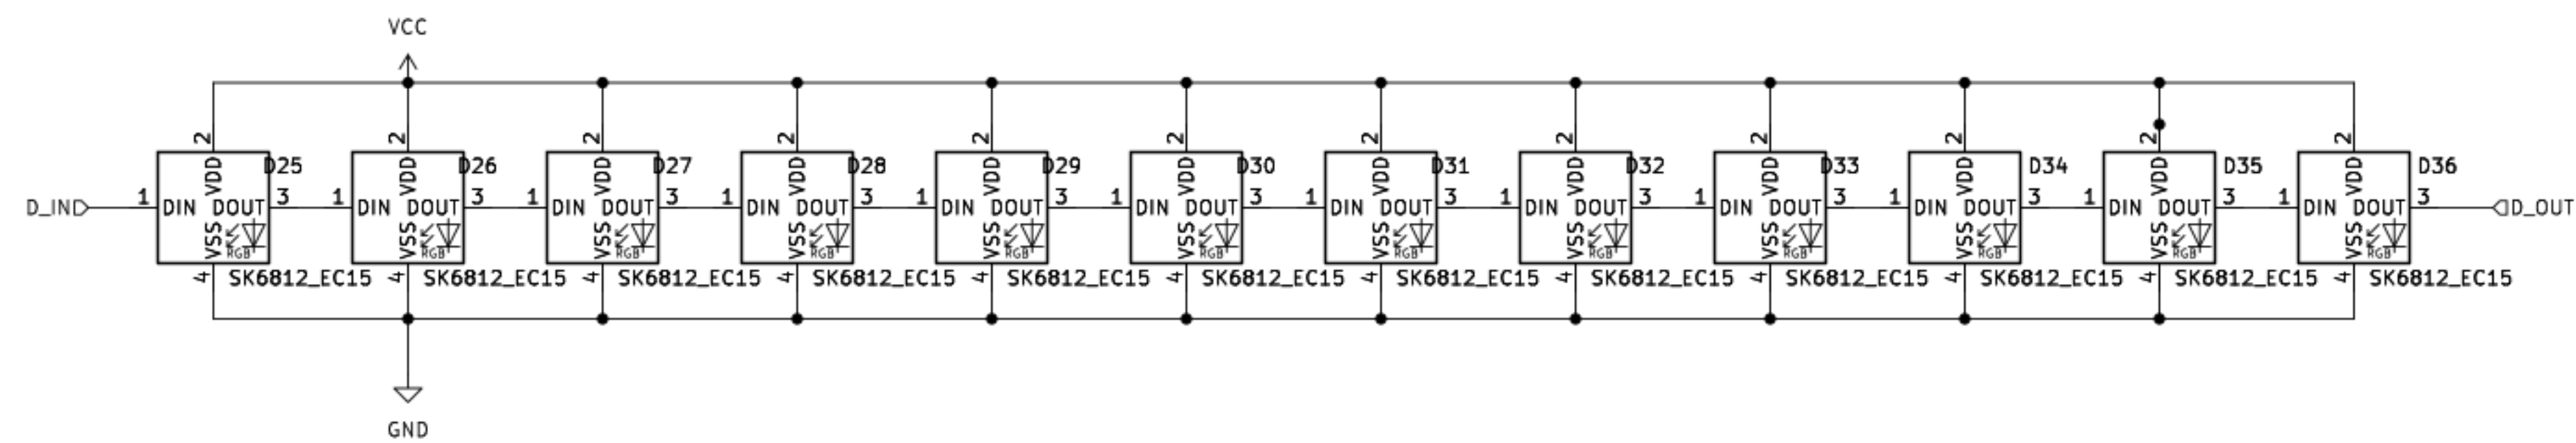 VCC
2 2 2 2 2 2 2 2 2 2 2 2
D25 D26 D27 D28 D29 D30 D31 D32 D33 D34 D35 D36
VDD VDD VDD VDD VDD VDD VDD VDD VDD VDD VDD VDD
D_IN 1 DIN DOUT 3 1 DIN DOUT 3 1 DIN DOUT 3 1 DIN DOUT 3 1 DIN DOUT 3 1 DIN DOUT 3 1 DIN DOUT 3 1 DIN DOUT 3 1 DIN DOUT 3 1 DIN DOUT 3 1 DIN DOUT 3 1 DIN DOUT 3 D_OUT
VSS VSS VSS VSS VSS VSS VSS VSS VSS VSS VSS VSS
RGB RGB RGB RGB RGB RGB RGB RGB RGB RGB RGB RGB
4 SK6812_EC15 4 SK6812_EC15 4 SK6812_EC15 4 SK6812_EC15 4 SK6812_EC15 4 SK6812_EC15 4 SK6812_EC15 4 SK6812_EC15 4 SK6812_EC15 4 SK6812_EC15 4 SK6812_EC15 4 SK6812_EC15
GND